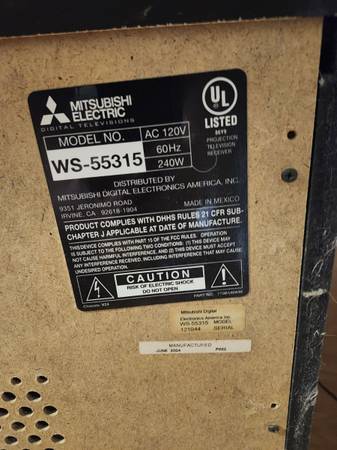 MITSUBISHI
ELECTRIC
DIGITAL TELEVISIONS
UL
LISTED
PROJECTION
TELEVISION
RECEIVER
MODEL NO.
WS-55315
AC 120V
60Hz
240W
DISTRIBUTED BY
MITSUBISHI DIGITAL ELECTRONICS AMERICA, INC.
9351 JERONIMO ROAD
IRVINE, CA 92618-1904
MADE IN MEXICO
PRODUCT COMPLIES WITH DHHS RULES 21 CFR SUB-
CHAPTER J APPLICABLE AT DATE OF MANUFACTURE.
THIS DEVICE COMPLIES WITH PART 15 OF THE FCC RULES. OPERATION
IS SUBJECT TO THE FOLLOWING TWO CONDITIONS: (1) THIS DEVICE MAY NOT
CAUSE HARMFUL INTERFERENCE, AND (2) THIS DEVICE MUST ACCEPT
ANY INTERFERENCE RECEIVED, INCLUDING INTERFERENCE THAT MAY CAUSE
UNDESIRED OPERATION.
CAUTION
RISK OF ELECTRIC SHOCK
DO NOT OPEN
Mitsubishi Digital
Electronics America Inc
WS-55315 MODEL
121944 SERIAL
MANUFACTURED
JUNE 2004